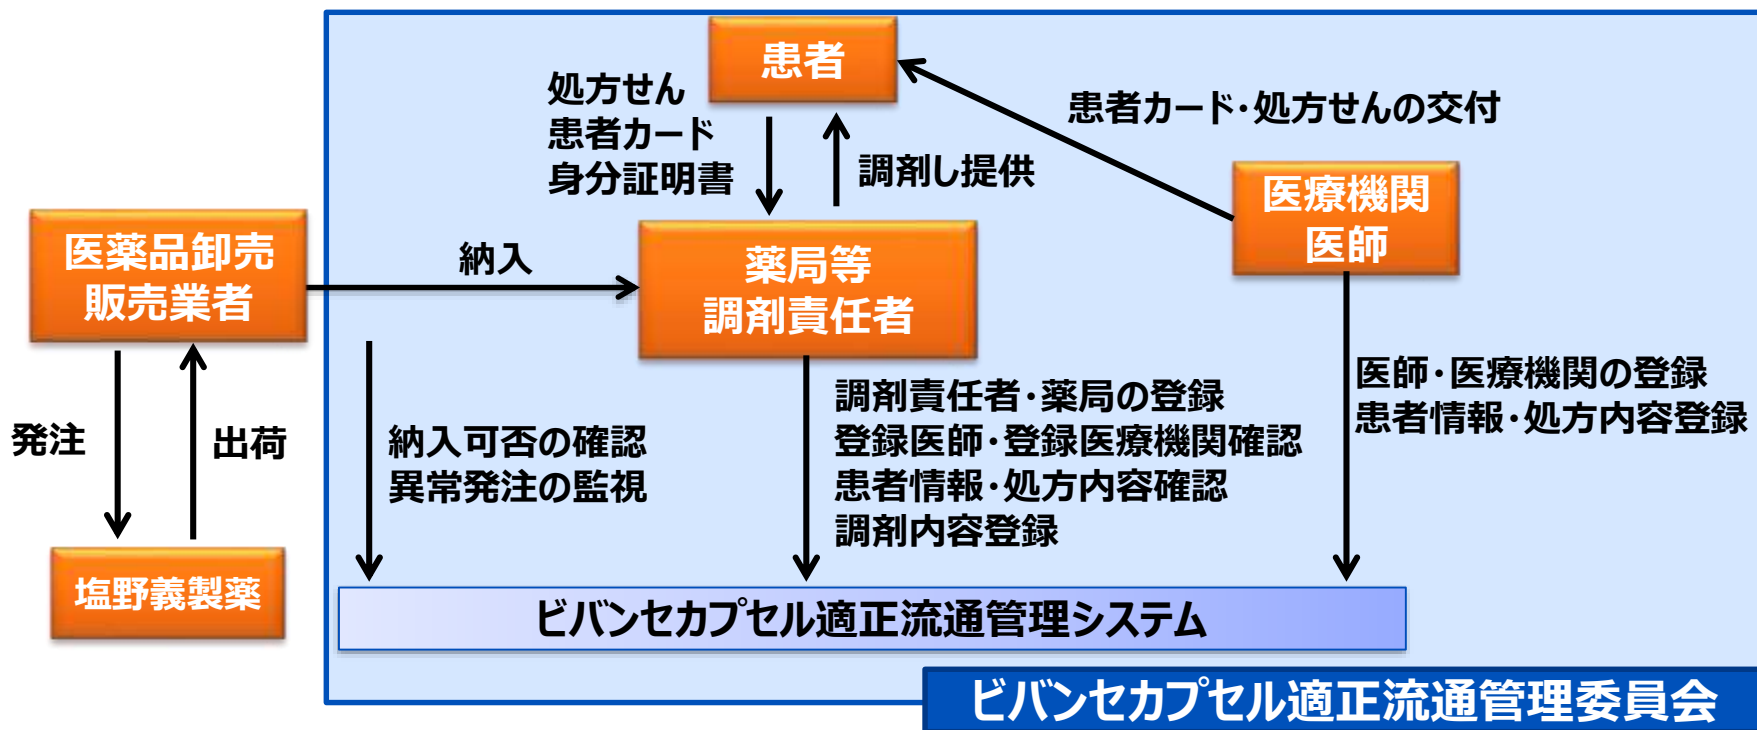 患者
処方せん
患者カード
身分証明書
調剤し提供
患者カード・処方せんの交付
医療機関
医師
医薬品卸売
販売業者
納入
薬局等
調剤責任者
発注
出荷
納入可否の確認
異常発注の監視
調剤責任者・薬局の登録
登録医師・登録医療機関確認
患者情報・処方内容確認
調剤内容登録
医師・医療機関の登録
患者情報・処方内容登録
塩野義製薬
ビバンセカプセル適正流通管理システム
ビバンセカプセル適正流通管理委員会